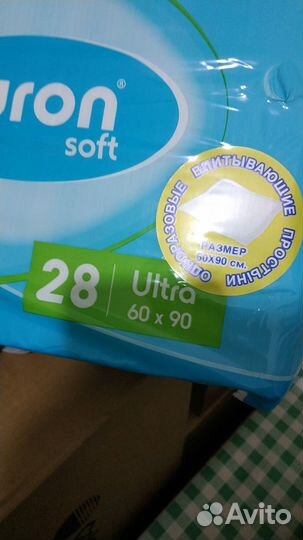 uron®
soft
ОДНОРАЗОВЫЕ ВПИТЫВАЮЩИЕ ПРОСТЫНИ
РАЗМЕР
60Х90 см.
28 Ultra
60 x 90
Avito